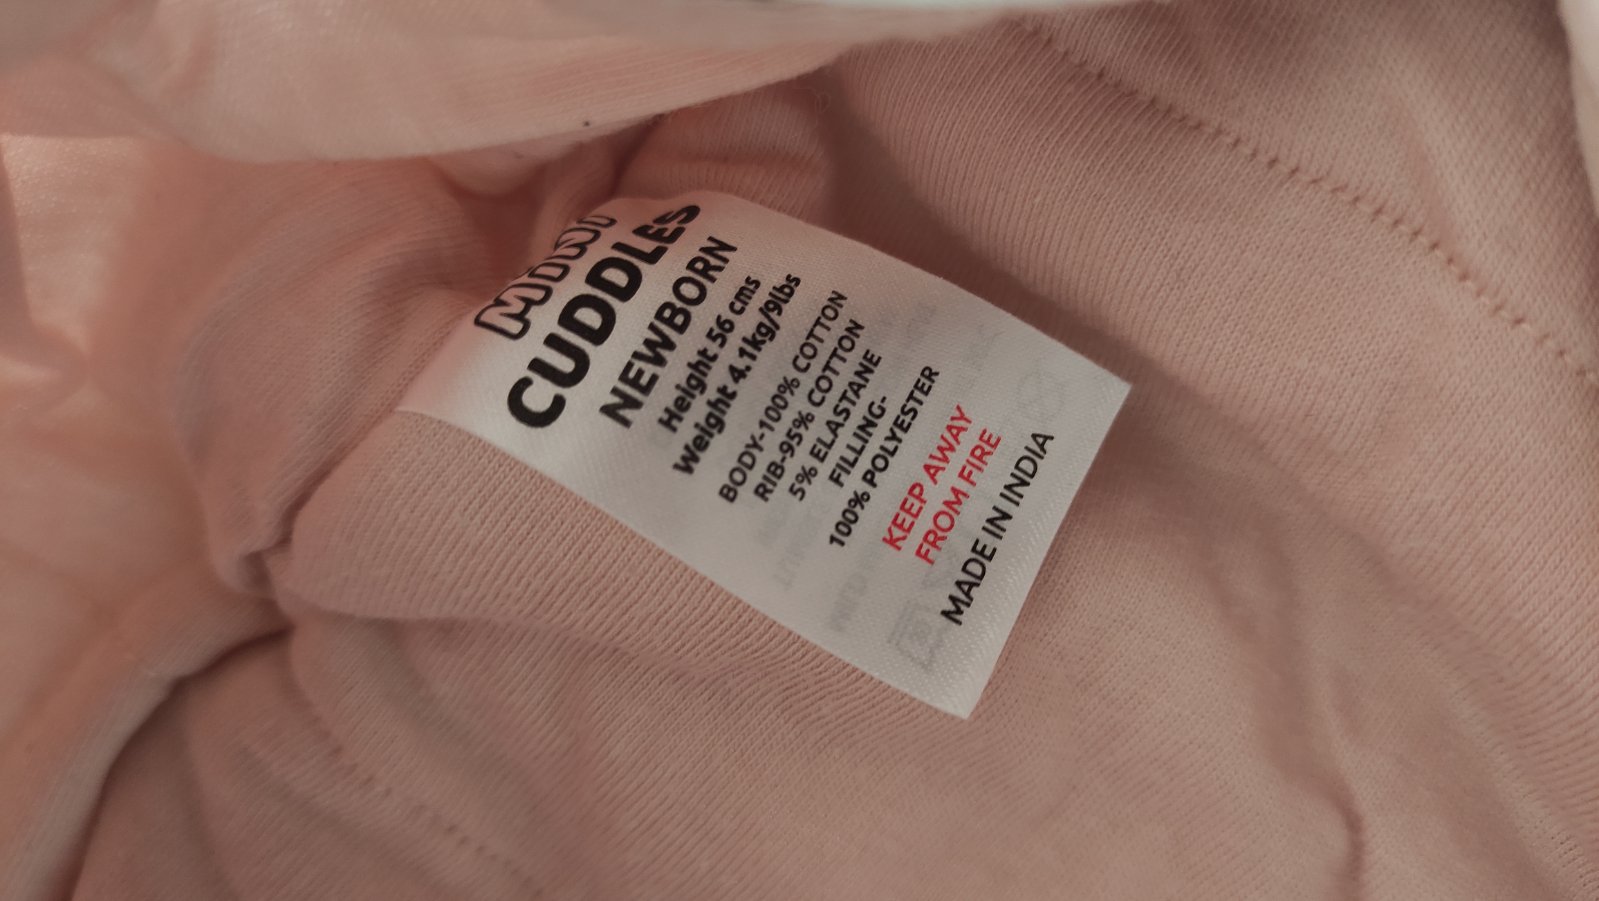 MINI
CUDDLES
NEWBORN
Height 56 cms
Weight 4.1kg/9lbs
BODY-100% COTTON
RIB-95% COTTON
5% ELASTANE
FILLING-
100% POLYESTER
KEEP AWAY
FROM FIRE
MADE IN INDIA